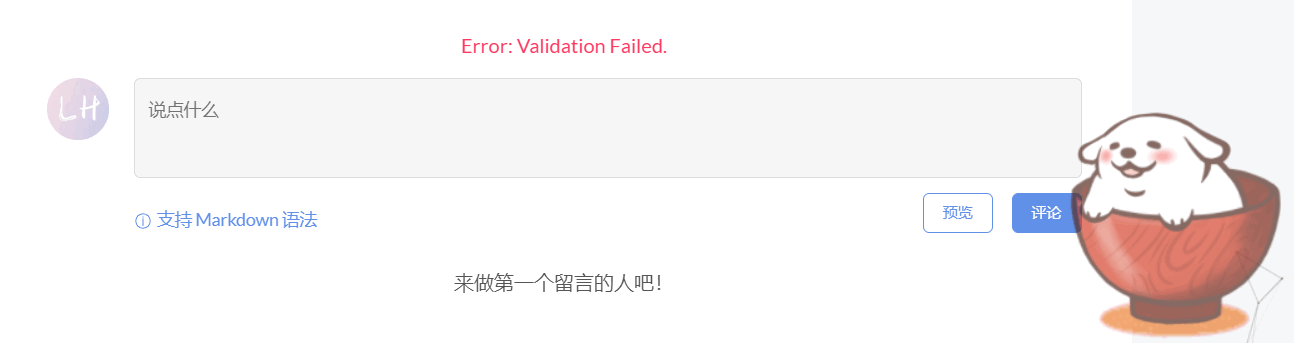 Error: Validation Failed.
LH
说点什么
支持 Markdown 语法
预览
评论
来做第一个留言的人吧！